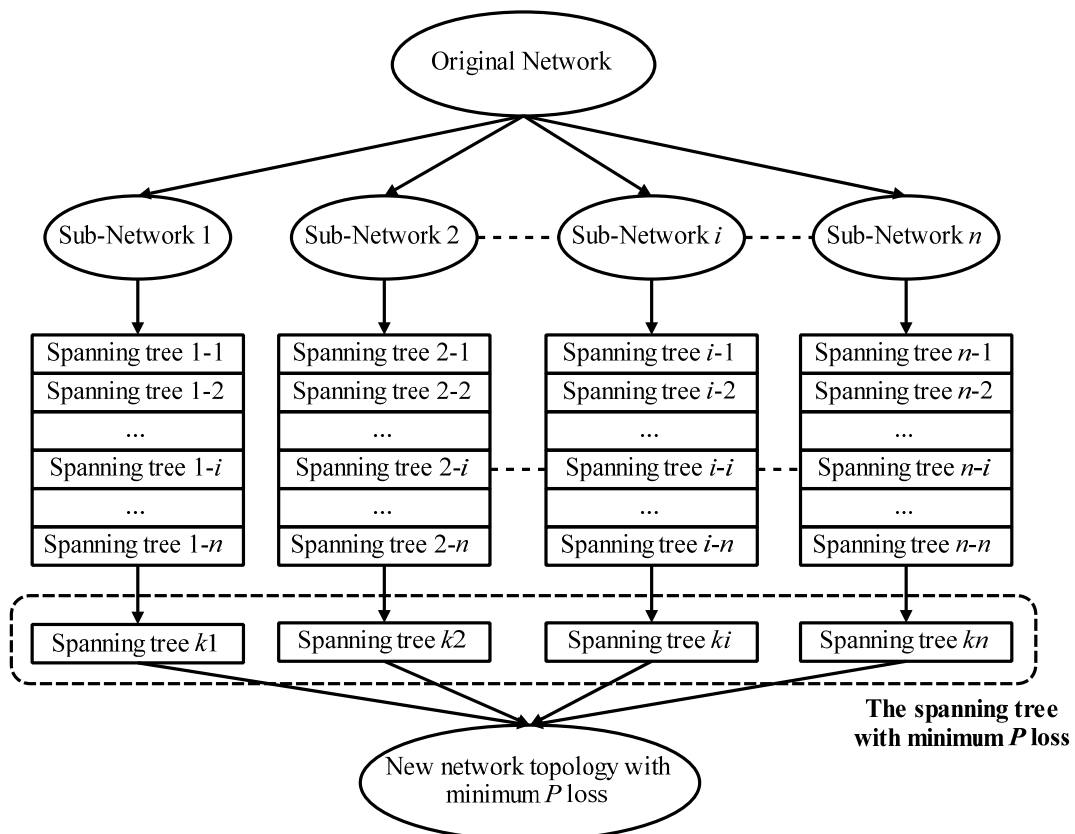 Original Network
Sub-Network 1
Sub-Network 2
Sub-Network i
Sub-Network n
Spanning tree 1-1
Spanning tree 1-2
...
Spanning tree 1-i
...
Spanning tree 1-n
Spanning tree 2-1
Spanning tree 2-2
...
Spanning tree 2-i
...
Spanning tree 2-n
Spanning tree i-1
Spanning tree i-2
...
Spanning tree i-i
...
Spanning tree i-n
Spanning tree n-1
Spanning tree n-2
...
Spanning tree n-i
...
Spanning tree n-n
Spanning tree k1
Spanning tree k2
Spanning tree ki
Spanning tree kn
The spanning tree
with minimum P loss
New network topology with
minimum P loss